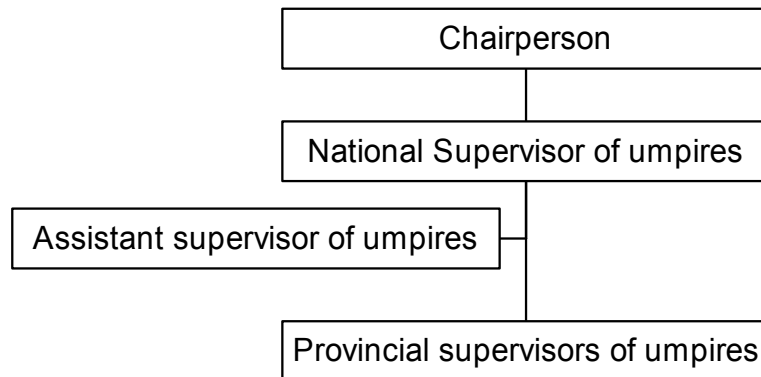 Chairperson
National Supervisor of umpires
Assistant supervisor of umpires
Provincial supervisors of umpires